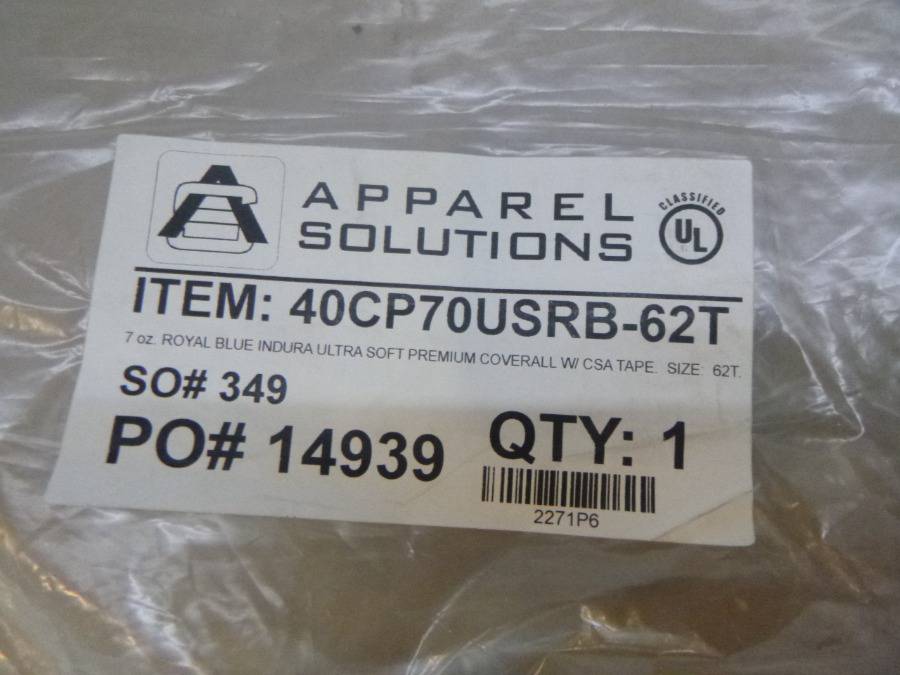 APPAREL
SOLUTIONS
CLASSIFIED
UL
ITEM: 40CP70USRB-62T
7 oz. ROYAL BLUE INDURA ULTRA SOFT PREMIUM COVERALL W/ CSA TAPE. SIZE: 62T.
SO# 349
PO# 14939
QTY: 1
2271P6